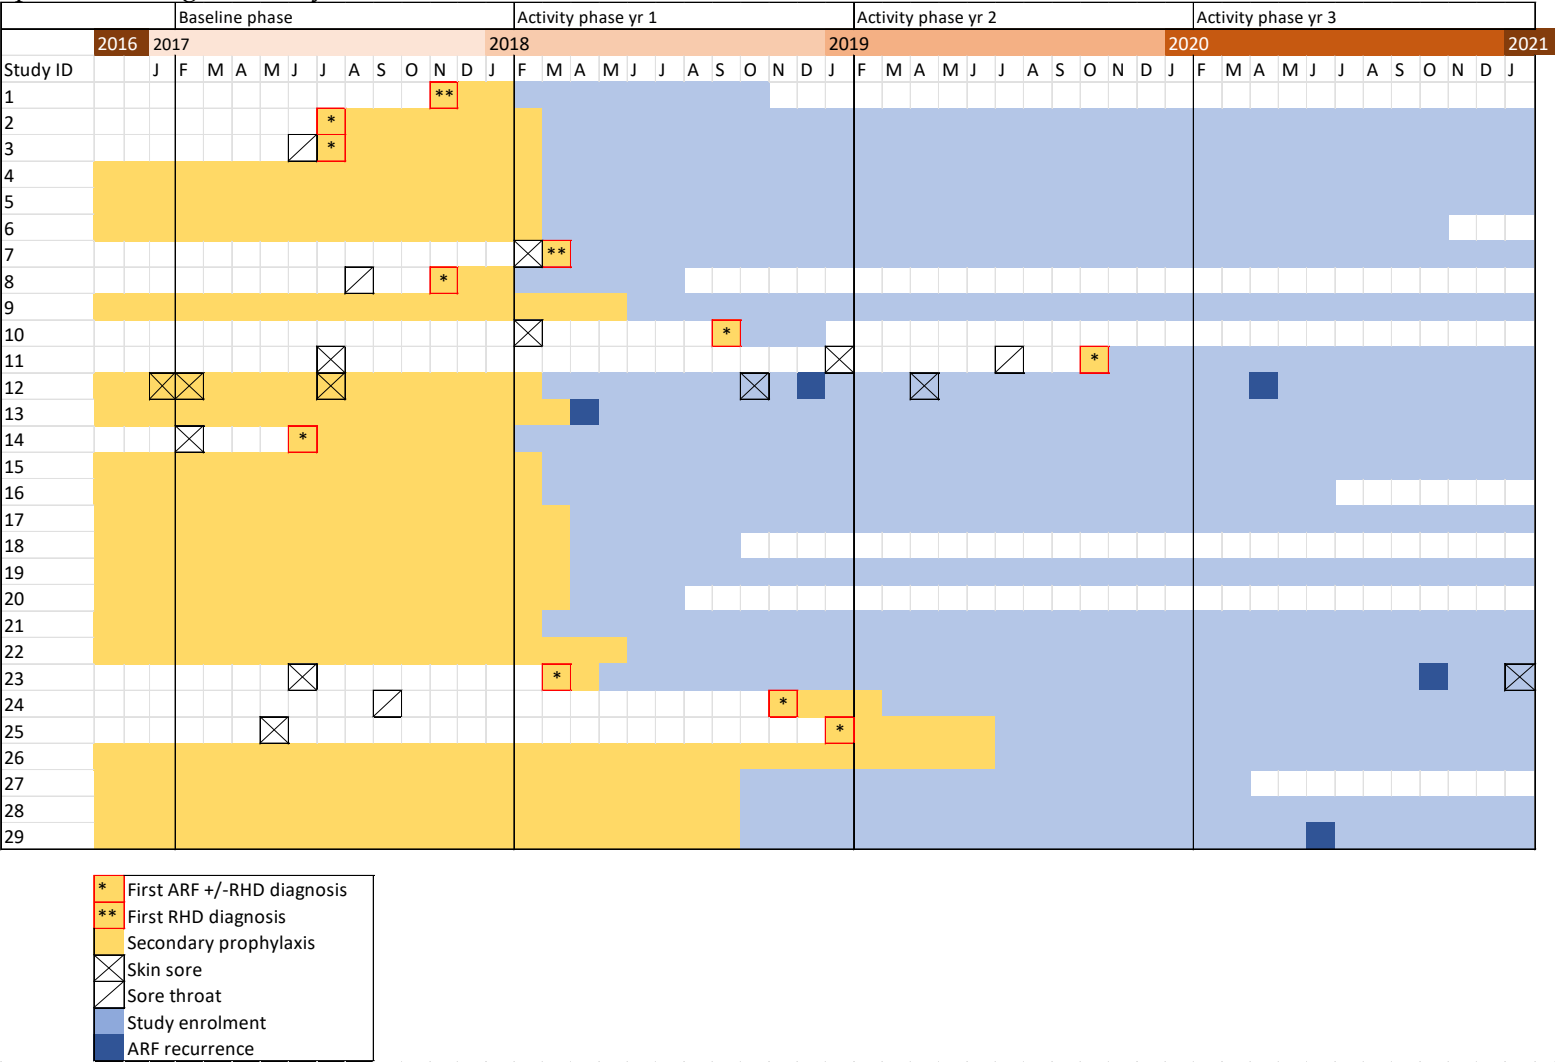 Baseline phase Activity phase yr 1 Activity phase yr 2 Activity phase yr 3
2016 2017 2018 2019 2020 2021
Study ID J F M A M J J A S O N D J F M A M J J A S O N D J F M A M J J A S O N D J F M A M J J A S O N D J
1 **
2 *
3 *
4
5
6
7 **
8 *
9
10 *
11 *
12
13
14 *
15
16
17
18
19
20
21
22
23 *
24 *
25 *
26
27
28
29
* First ARF +/-RHD diagnosis
** First RHD diagnosis
Secondary prophylaxis
Skin sore
Sore throat
Study enrolment
ARF recurrence